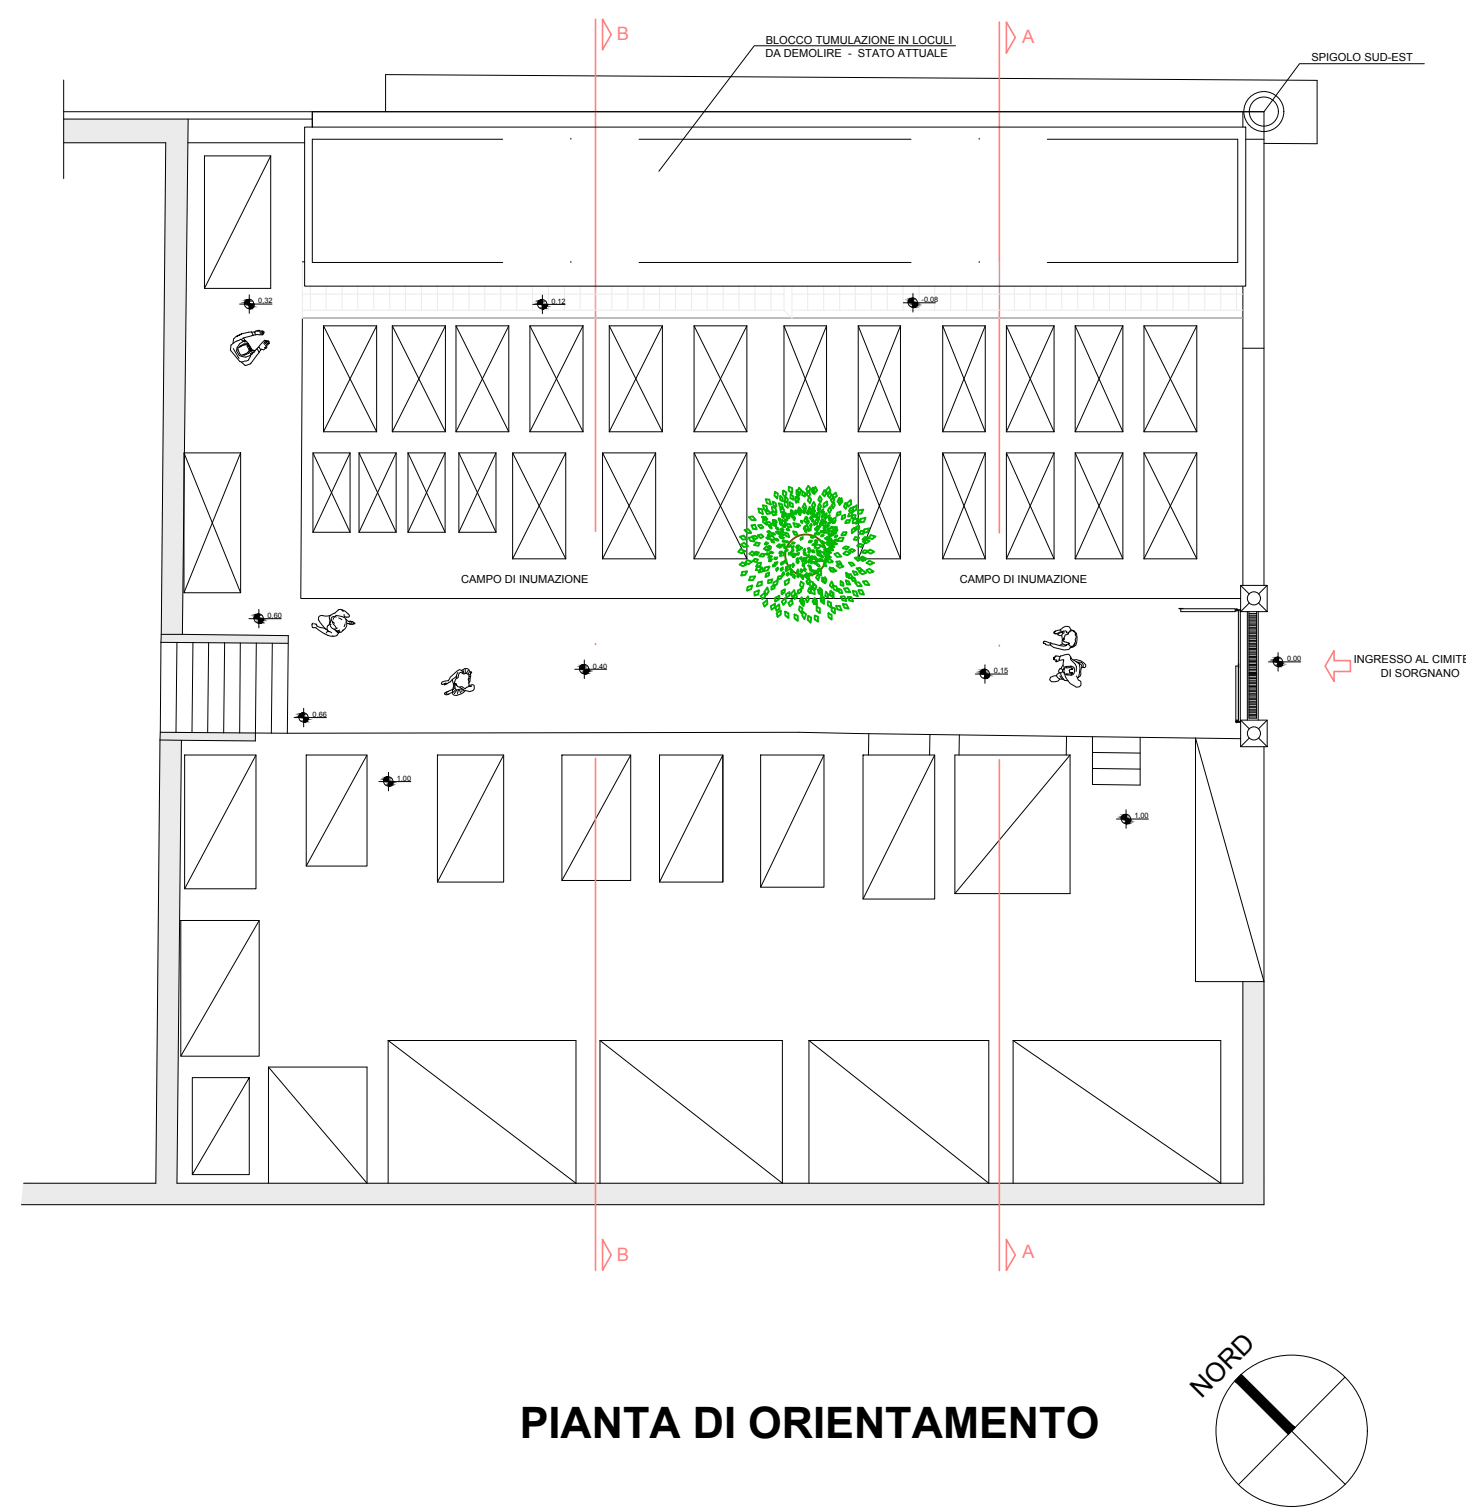 B
A
BLOCCO TUMULAZIONE IN LOCULI
DA DEMOLIRE - STATO ATTUALE
SPIGOLO SUD-EST
0.32
0.12
-0.08
CAMPO DI INUMAZIONE
CAMPO DI INUMAZIONE
0.60
0.40
0.15
0.00
INGRESSO AL CIMITE
DI SORGNANO
0.66
1.00
1.00
B
A
NORD
PIANTA DI ORIENTAMENTO